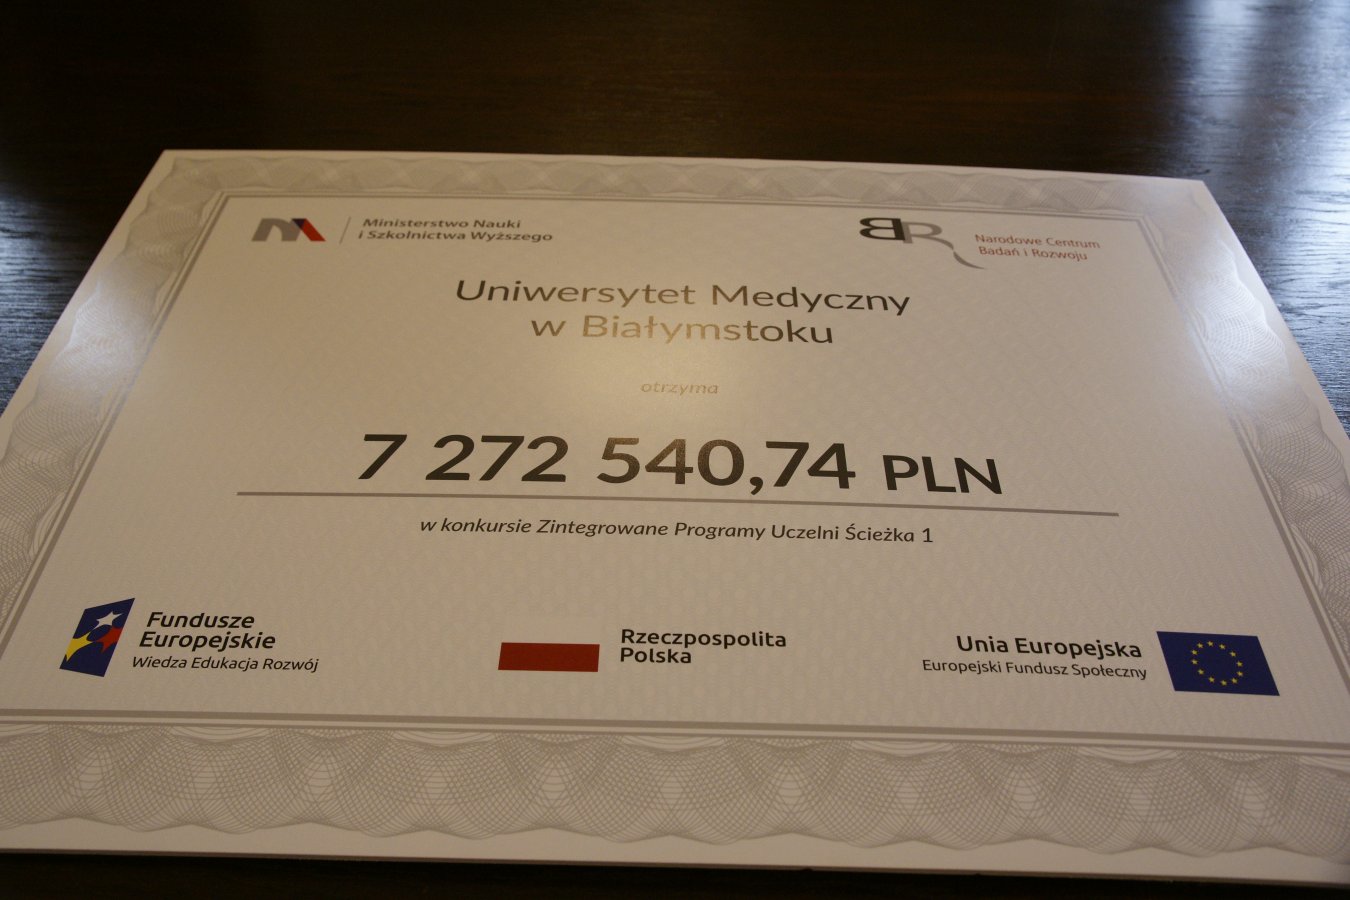 Ministerstwo Nauki
i Szkolnictwa Wyższego
Narodowe Centrum
Badań i Rozwoju
Uniwersytet Medyczny
w Białymstoku
otrzyma
7 272 540,74 PLN
w konkursie Zintegrowane Programy Uczelni Ścieżka 1
Fundusze
Europejskie
Wiedza Edukacja Rozwój
Rzeczpospolita
Polska
Unia Europejska
Europejski Fundusz Społeczny